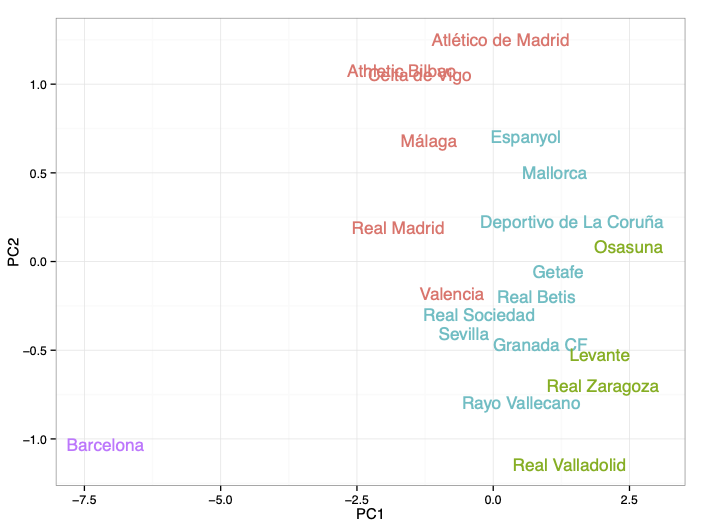 Atlético de Madrid
1.0
Athletic Bilbao
Celta de Vigo
Málaga
Espanyol
0.5
Mallorca
Deportivo de La Coruña
Real Madrid
Osasuna
PC2
0.0
Getafe
Valencia
Real Betis
Real Sociedad
Sevilla
Granada CF
−0.5
Levante
Real Zaragoza
Rayo Vallecano
−1.0
Barcelona
Real Valladolid
−7.5 −5.0 −2.5 0.0 2.5
PC1